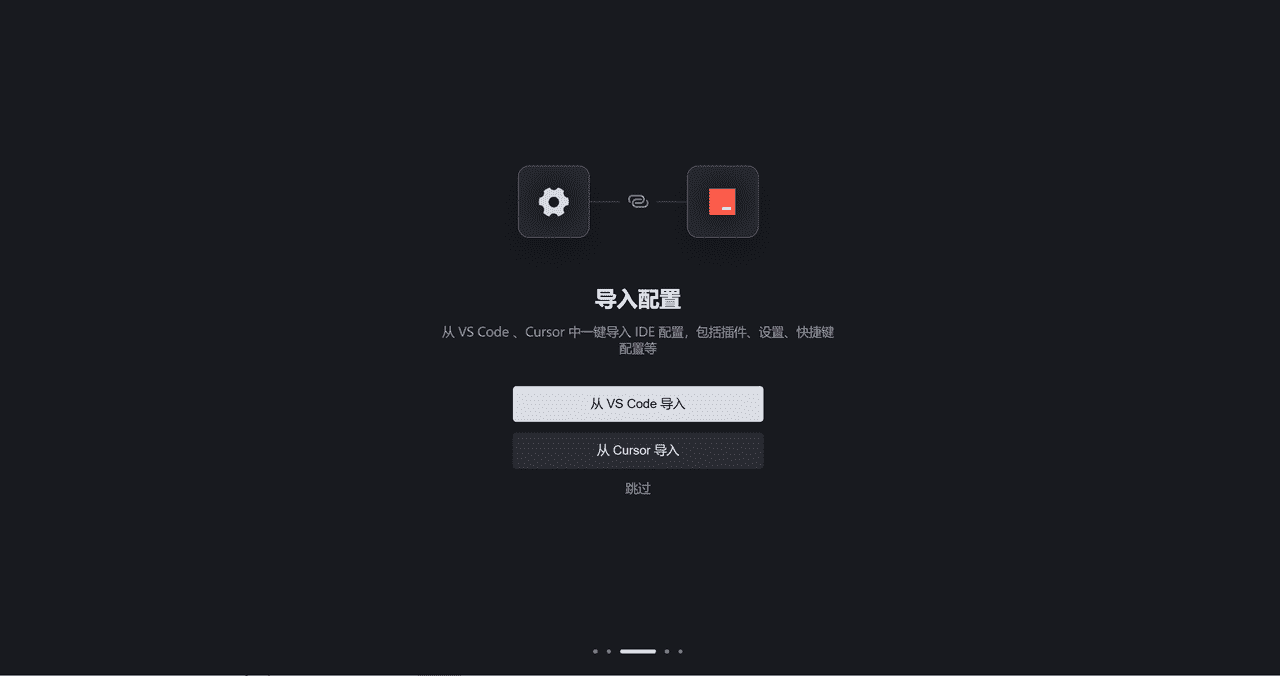 导入配置
从 VS Code 、Cursor 中一键导入 IDE 配置，包括插件、设置、快捷键
配置等
从 VS Code 导入
从 Cursor 导入
跳过